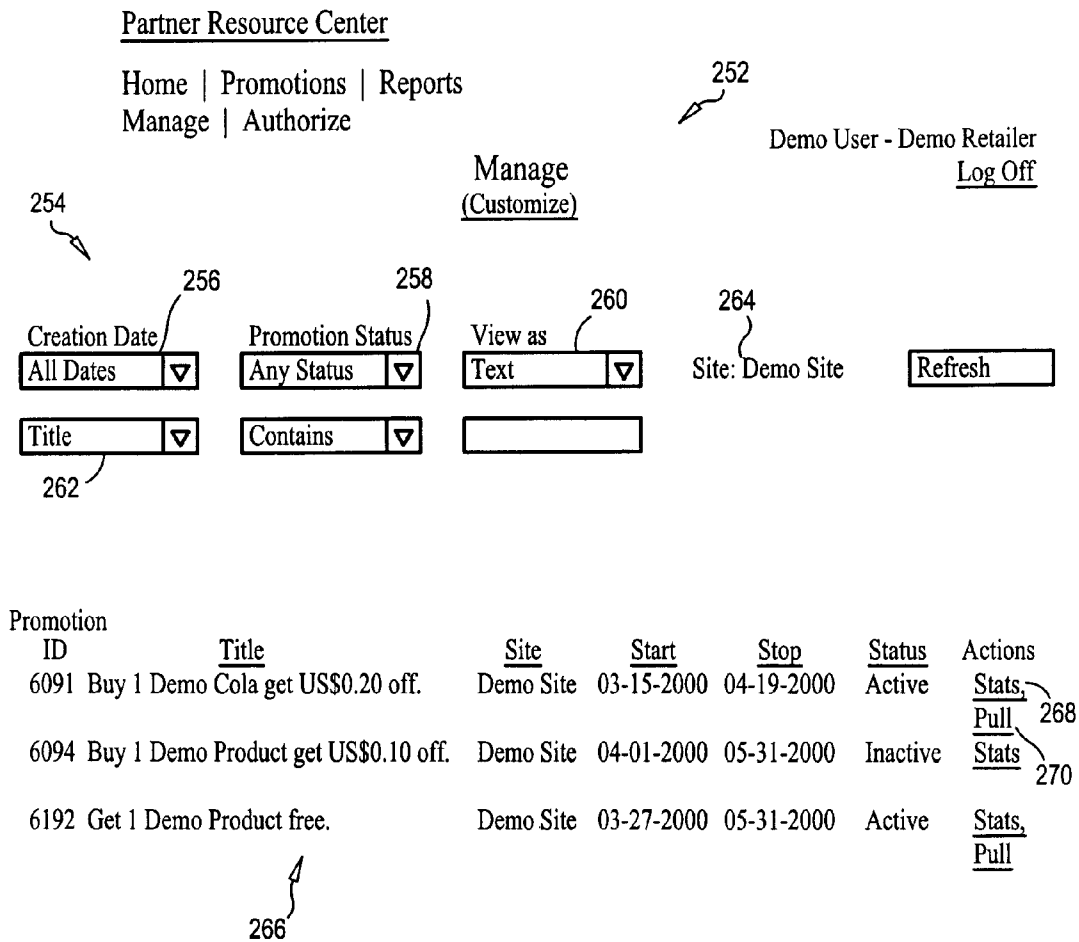 Partner Resource Center
Home | Promotions | Reports
Manage | Authorize
252
Demo User - Demo Retailer
Log Off
Manage
(Customize)
254
256
258
260
264
Creation Date Promotion Status View as
All Dates Any Status Text Site: Demo Site Refresh
Title Contains
262
Promotion
ID Title Site Start Stop Status Actions
6091 Buy 1 Demo Cola get US$0.20 off. Demo Site 03-15-2000 04-19-2000 Active Stats,
268
Pull
6094 Buy 1 Demo Product get US$0.10 off. Demo Site 04-01-2000 05-31-2000 Inactive Stats
270
6192 Get 1 Demo Product free. Demo Site 03-27-2000 05-31-2000 Active Stats,
Pull
266